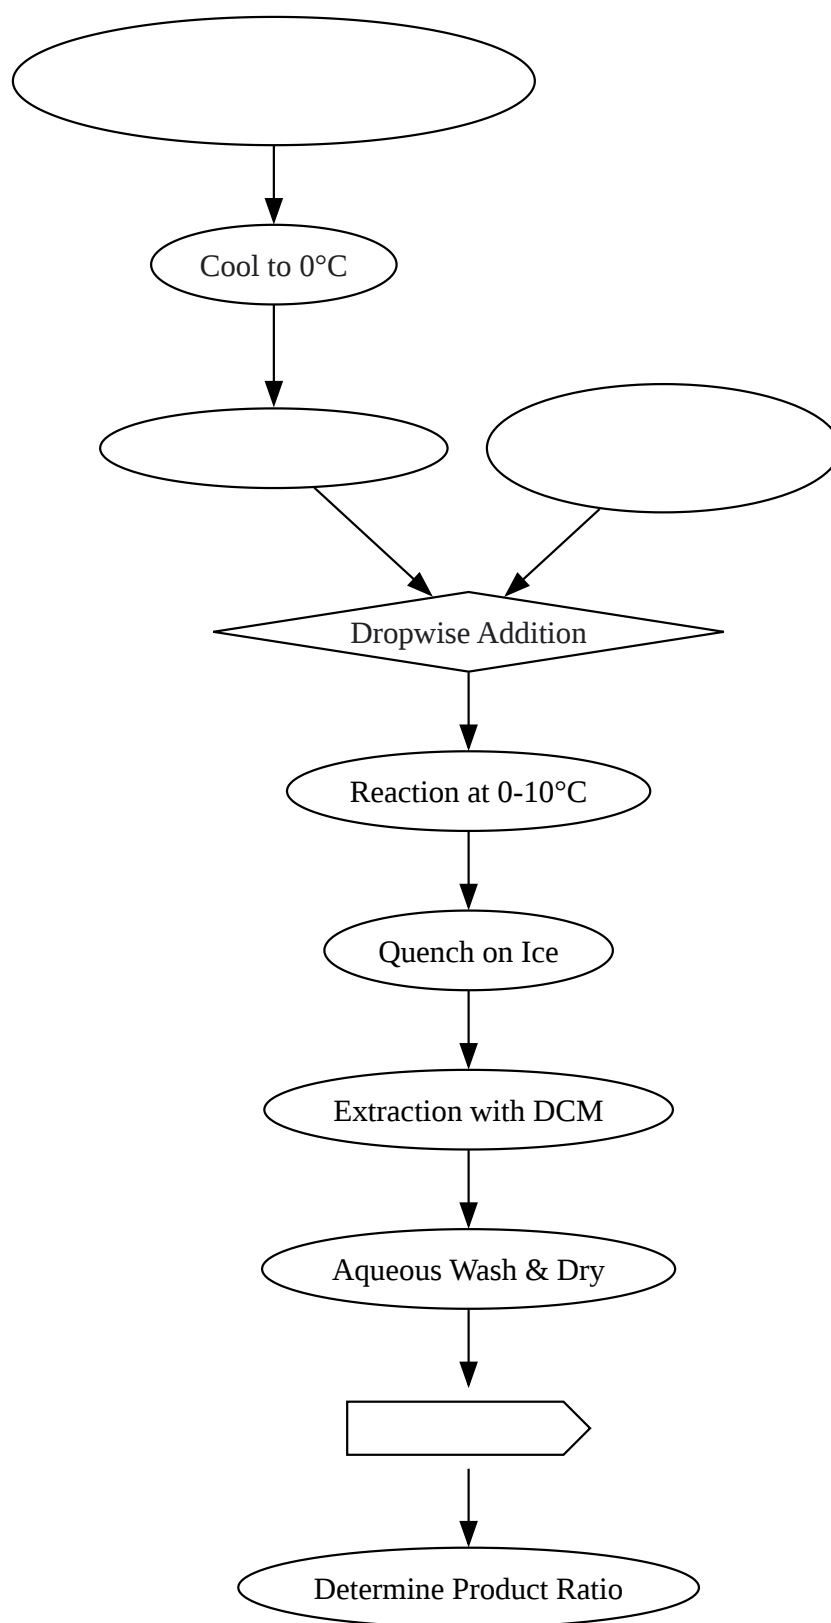 Cool to 0°C
Dropwise Addition
Reaction at 0-10°C
Quench on Ice
Extraction with DCM
Aqueous Wash & Dry
Determine Product Ratio